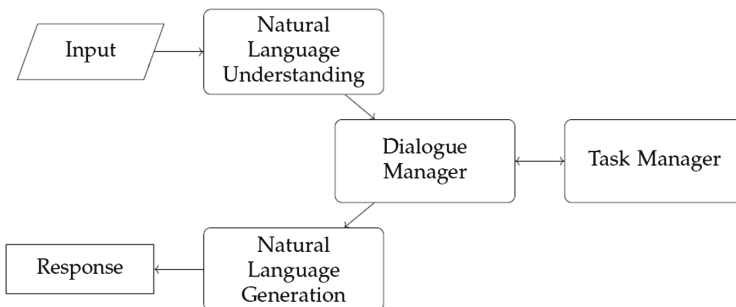 Input
Natural
Language
Understanding
Dialogue
Manager
Task Manager
Natural
Language
Generation
Response